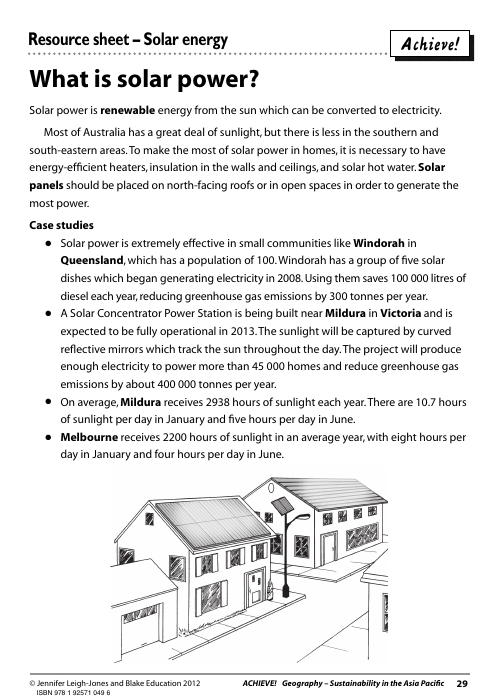 Resource sheet – Solar energy
Achieve!
What is solar power?
Solar power is renewable energy from the sun which can be converted to electricity.
Most of Australia has a great deal of sunlight, but there is less in the southern and
south-eastern areas. To make the most of solar power in homes, it is necessary to have
energy-efficient heaters, insulation in the walls and ceilings, and solar hot water. Solar
panels should be placed on north-facing roofs or in open spaces in order to generate the
most power.
Case studies
● Solar power is extremely effective in small communities like Windorah in
Queensland, which has a population of 100. Windorah has a group of five solar
dishes which began generating electricity in 2008. Using them saves 100 000 litres of
diesel each year, reducing greenhouse gas emissions by 300 tonnes per year.
● A Solar Concentrator Power Station is being built near Mildura in Victoria and is
expected to be fully operational in 2013. The sunlight will be captured by curved
reflective mirrors which track the sun throughout the day. The project will produce
enough electricity to power more than 45 000 homes and reduce greenhouse gas
emissions by about 400 000 tonnes per year.
● On average, Mildura receives 2938 hours of sunlight each year. There are 10.7 hours
of sunlight per day in January and five hours per day in June.
● Melbourne receives 2200 hours of sunlight in an average year, with eight hours per
day in January and four hours per day in June.
© Jennifer Leigh-Jones and Blake Education 2012
ISBN 978 1 92571 049 6
ACHIEVE! Geography – Sustainability in the Asia Pacific 29